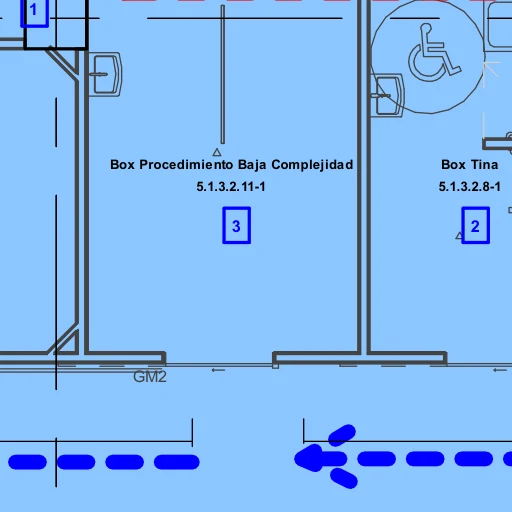 1
Box Procedimiento Baja Complejidad
5.1.3.2.11-1
3
Box Tina
5.1.3.2.8-1
2
GM2